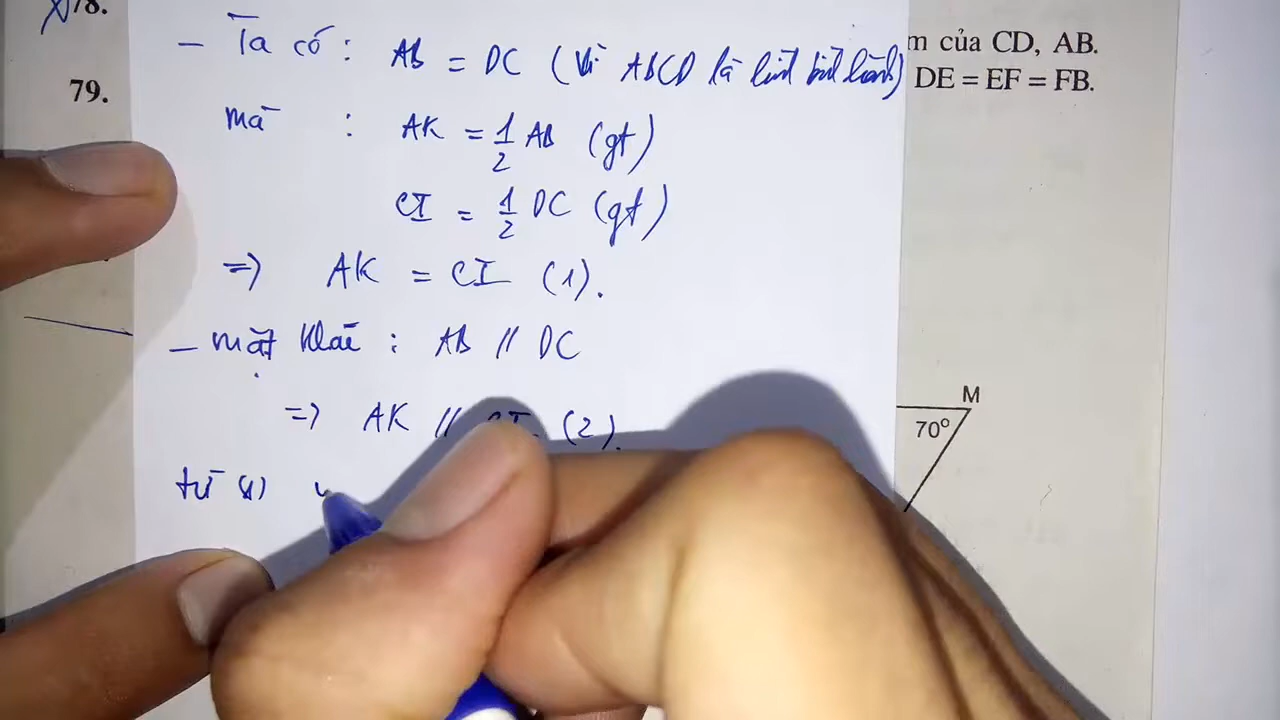 78.
m của CD, AB.
79.
DE = EF = FB.
- Ta có : AB = DC (Vì ABCD là hình bình hành)
mà : AK = 1/2 AB (gt)
CI = 1/2 DC (gt)
=> AK = CI (1).
- mặt khác : AB // DC
=> AK // CI (2).
từ (1)
M
70°